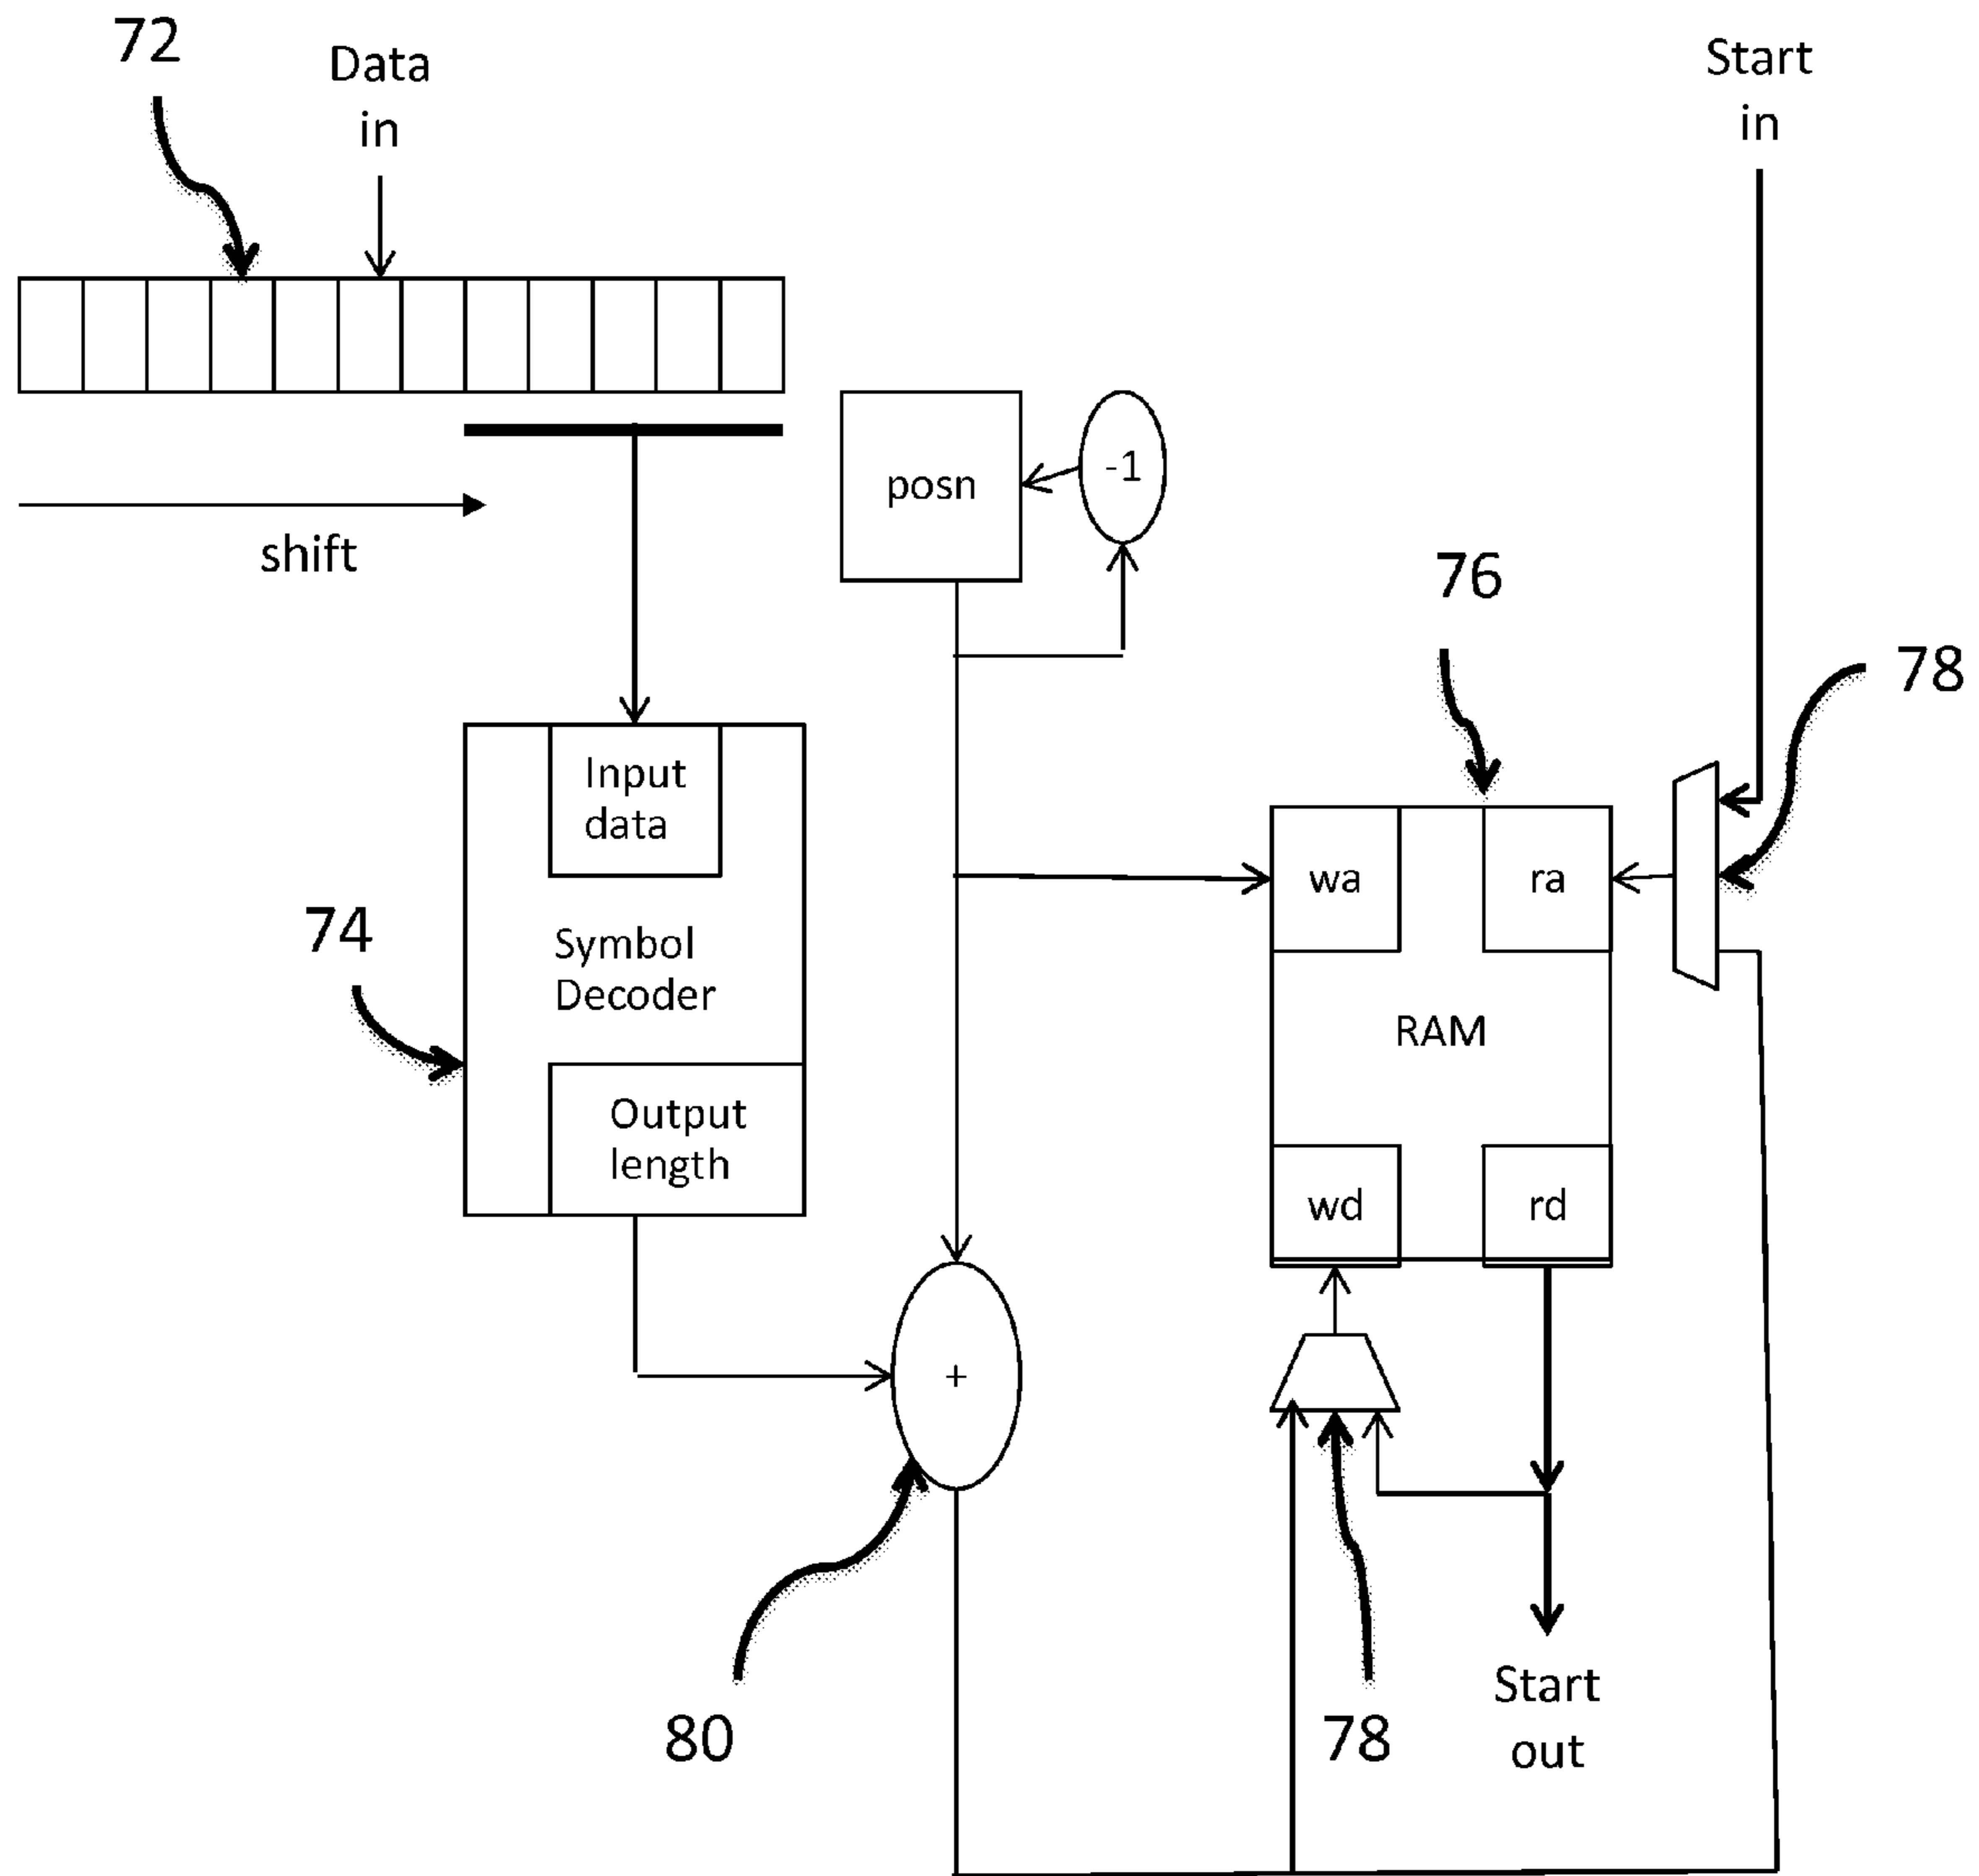 72
Data
in
Start
in
posn
-1
shift
76
78
Input
data
74
Symbol
Decoder
wa
ra
RAM
Output
length
wd
rd
+
80
78
Start
out